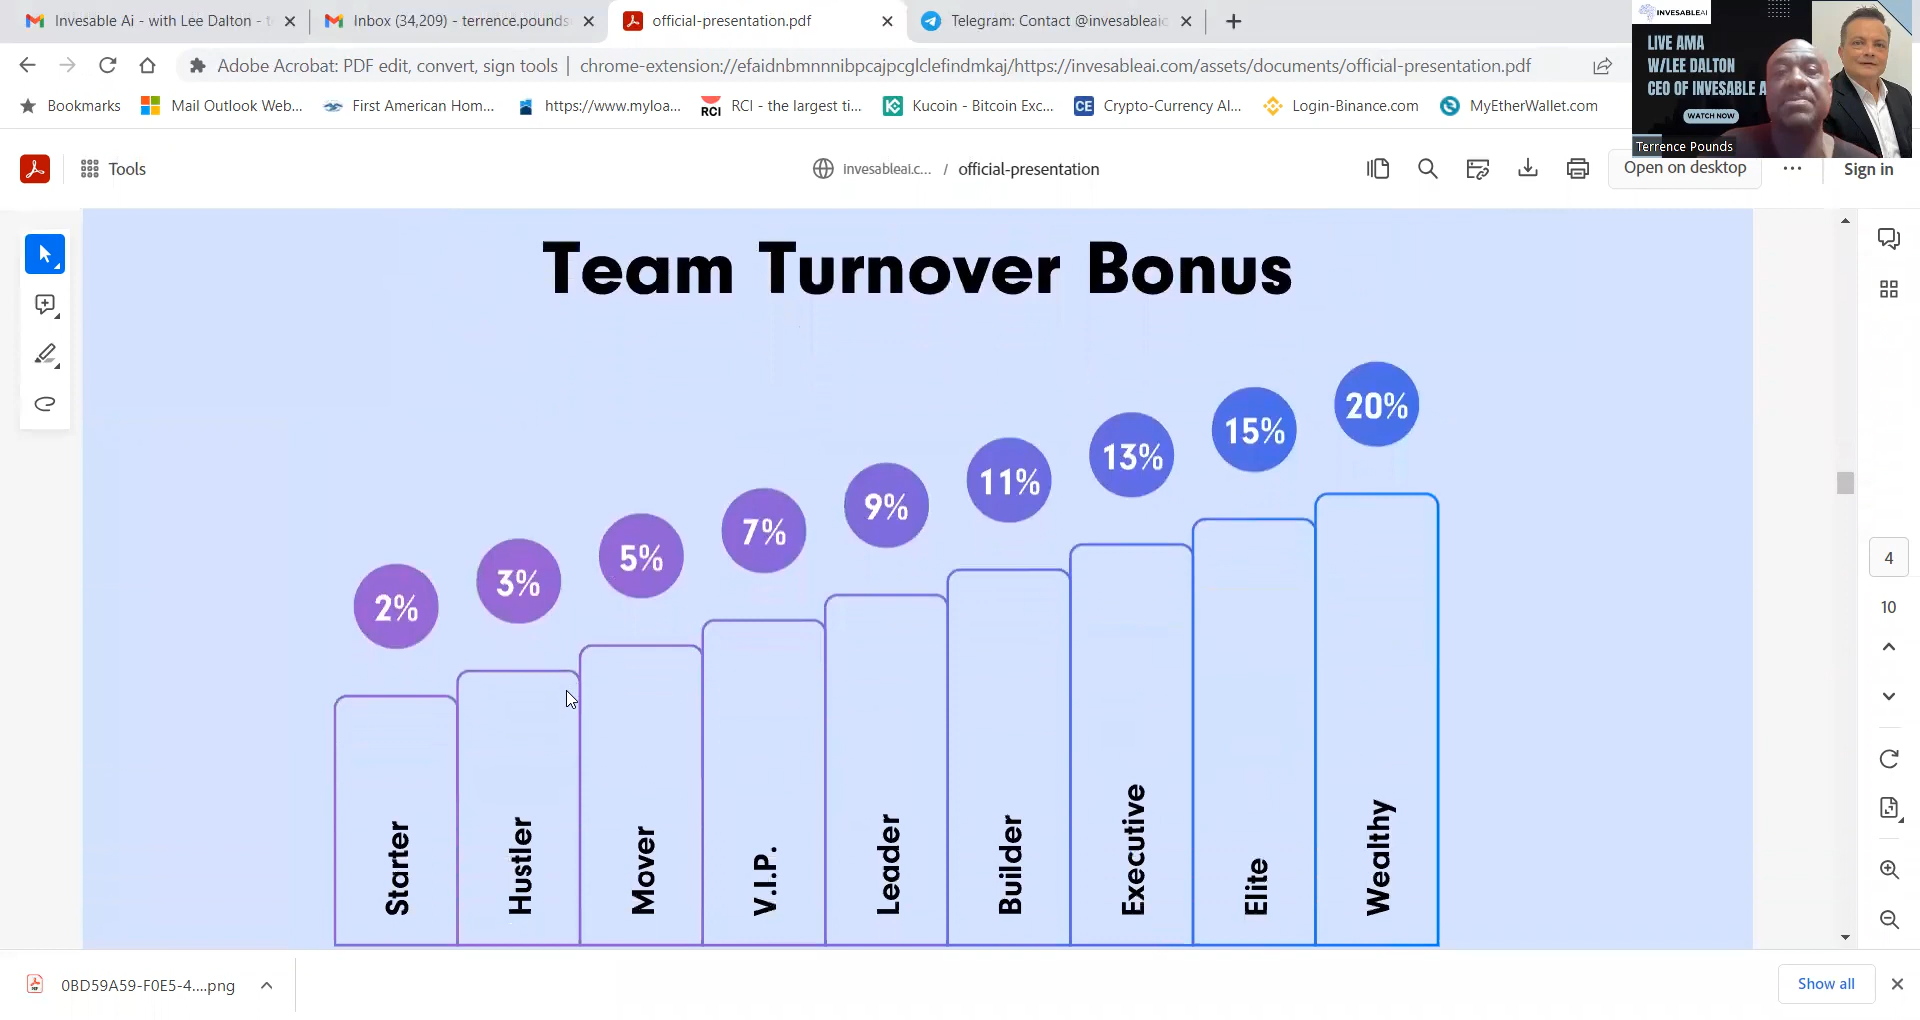 Invesable Ai - with Lee Dalton - t
Inbox (34,209) - terrence.pounds
official-presentation.pdf
Telegram: Contact @invesableai
Adobe Acrobat: PDF edit, convert, sign tools | chrome-extension://efaidnbmnnnibpcajpcglclefindmkaj/https://invesableai.com/assets/documents/official-presentation.pdf
Bookmarks
Mail Outlook Web...
First American Hom...
https://www.myloa...
RCI
RCI - the largest ti...
Kucoin - Bitcoin Exc...
CE
Crypto-Currency Al...
Login-Binance.com
MyEtherWallet.com
INVESABLEAI
LIVE AMA
W/LEE DALTON
CEO OF INVESABLE A
WATCH NOW
Terrence Pounds
Tools
invesableai.c... / official-presentation
Open on desktop
Sign in
Team Turnover Bonus
2%
3%
5%
7%
9%
11%
13%
15%
20%
Starter
Hustler
Mover
V.I.P.
Leader
Builder
Executive
Elite
Wealthy
4
10
0BD59A59-F0E5-4....png
Show all